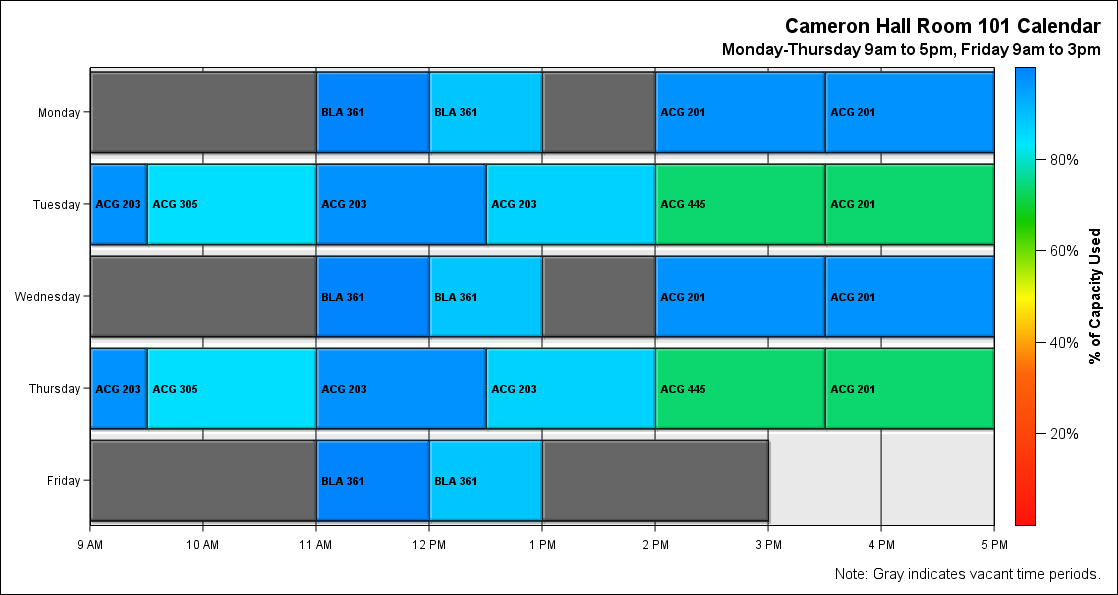 Cameron Hall Room 101 Calendar
Monday-Thursday 9am to 5pm, Friday 9am to 3pm
Monday
BLA 361
BLA 361
ACG 201
ACG 201
Tuesday
ACG 203
ACG 305
ACG 203
ACG 203
ACG 445
ACG 201
Wednesday
BLA 361
BLA 361
ACG 201
ACG 201
Thursday
ACG 203
ACG 305
ACG 203
ACG 203
ACG 445
ACG 201
Friday
BLA 361
BLA 361
9 AM
10 AM
11 AM
12 PM
1 PM
2 PM
3 PM
4 PM
5 PM
80%
60%
40%
20%
% of Capacity Used
Note: Gray indicates vacant time periods.